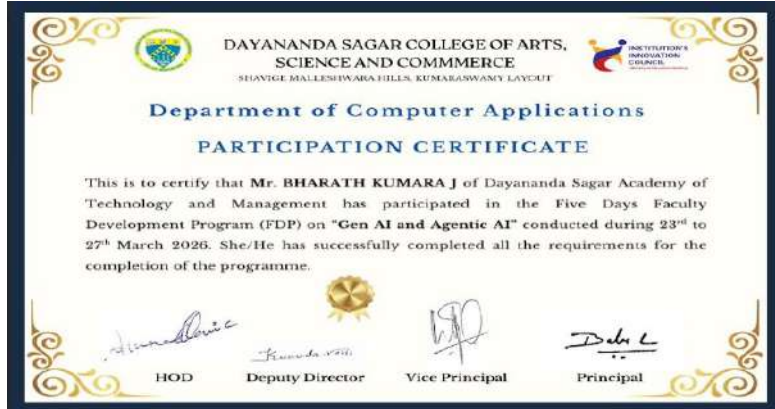 DAYANANDA SAGAR COLLEGE OF ARTS,
SCIENCE AND COMMMERCE
SHAVIGE MALLESHWARA HILLS, KUMARASWAMY LAYOUT
INSTITUTION'S
INNOVATION
COUNCIL
Department of Computer Applications
PARTICIPATION CERTIFICATE
This is to certify that Mr. BHARATH KUMARA J of Dayananda Sagar Academy of
Technology and Management has participated in the Five Days Faculty
Development Program (FDP) on "Gen AI and Agentic AI" conducted during 23rd to
27th March 2026. She/He has successfully completed all the requirements for the
completion of the programme.
HOD
Deputy Director
Vice Principal
Principal